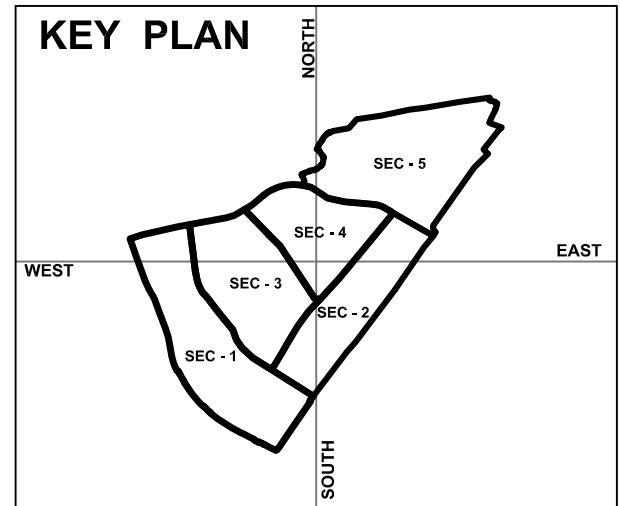 KEY PLAN
NORTH
SEC - 5
SEC - 4
WEST
EAST
SEC - 3
SEC - 2
SEC - 1
SOUTH